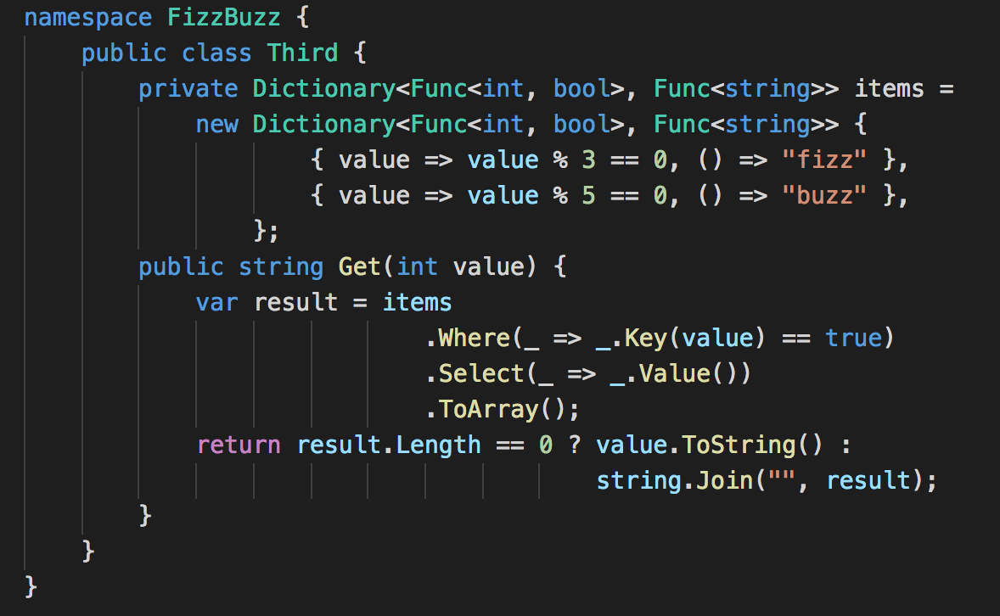 namespace FizzBuzz {
    public class Third {
        private Dictionary<Func<int, bool>, Func<string>> items =
            new Dictionary<Func<int, bool>, Func<string>> {
                    { value => value % 3 == 0, () => "fizz" },
                    { value => value % 5 == 0, () => "buzz" },
                };
        public string Get(int value) {
            var result = items
                            .Where(_ => _.Key(value) == true)
                            .Select(_ => _.Value())
                            .ToArray();
            return result.Length == 0 ? value.ToString() :
                                        string.Join("", result);
        }
    }
}